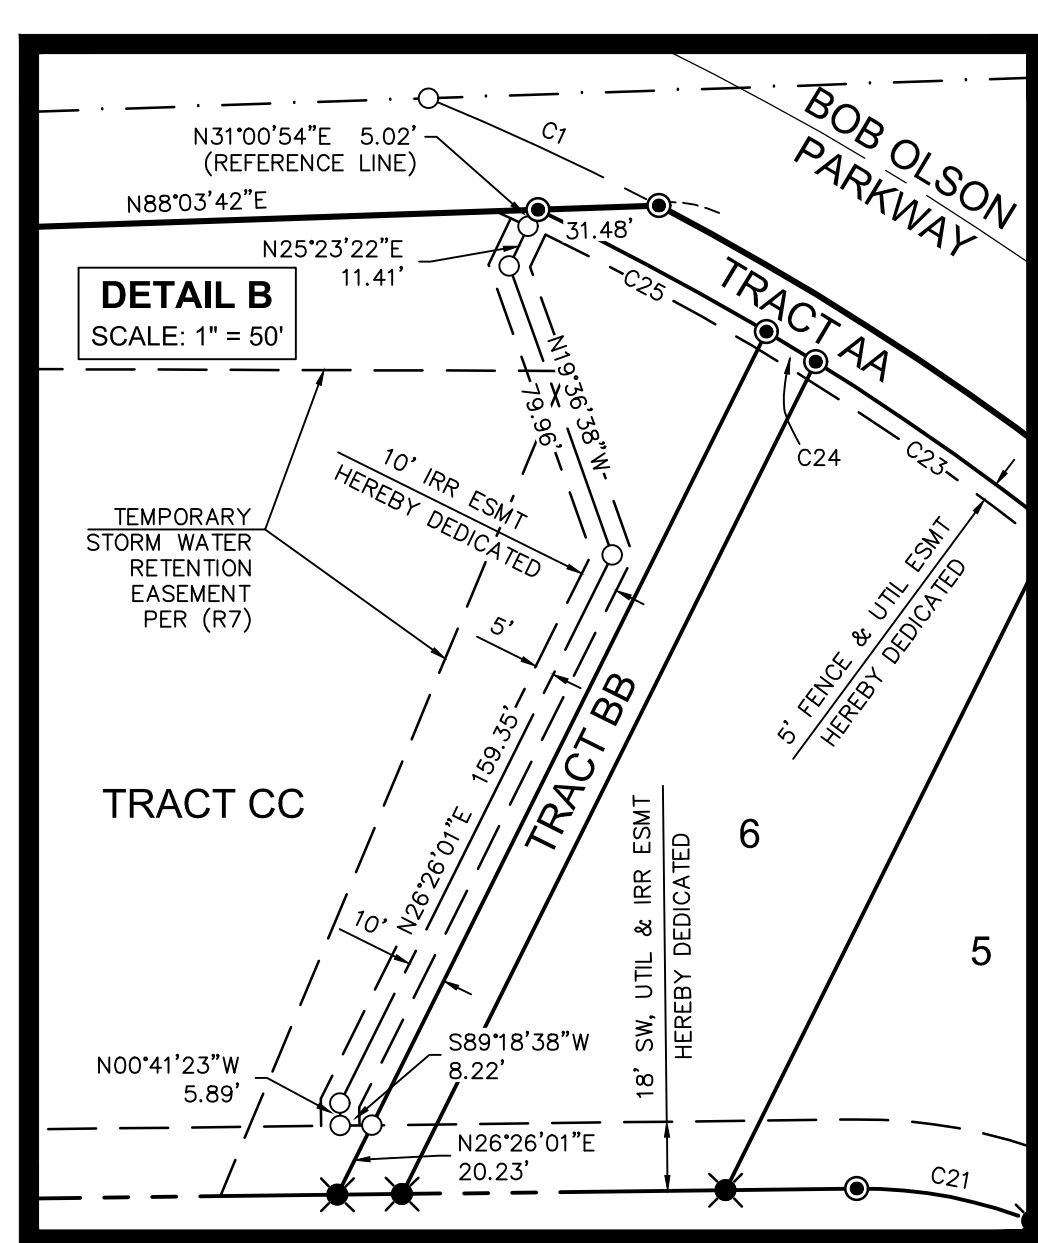 BOB OLSON
PARKWAY
C1
N31°00'54"E 5.02'
(REFERENCE LINE)
N88°03'42"E
31.48'
N25°23'22"E
11.41'
DETAIL B
SCALE: 1" = 50'
C25
TRACT AA
N19°36'38"W
79.96'
C24
C23
10' IRR ESMT
HEREBY DEDICATED
TEMPORARY
STORM WATER
RETENTION
EASEMENT
PER (R7)
5' FENCE & UTIL ESMT
HEREBY DEDICATED
5'
TRACT BB
TRACT CC
N26°26'01"E 159.35'
10'
6
18' SW, UTIL & IRR ESMT
HEREBY DEDICATED
5
S89°18'38"W
8.22'
N00°41'23"W
5.89'
N26°26'01"E
20.23'
C21